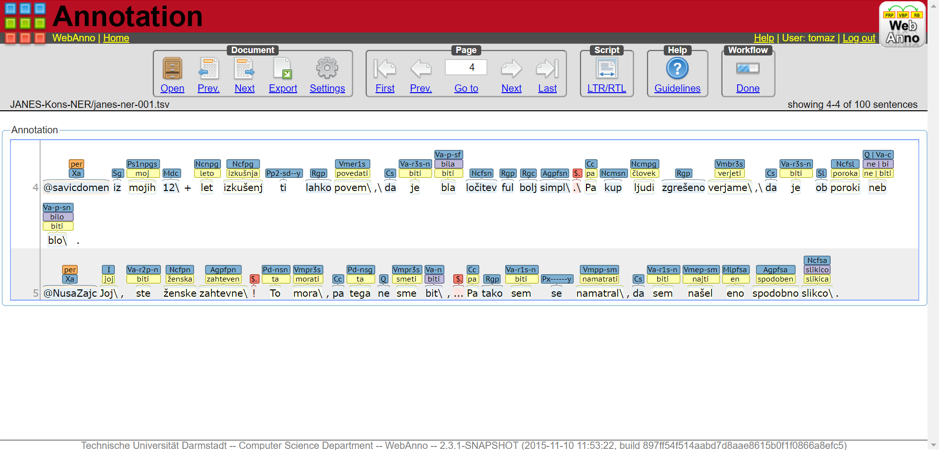 Annotation
WebAnno | Home
Help | User: tomaz | Log out
PRP VBP RB
Web
Anno
Document Page Script Help Workflow
4
Open Prev. Next Export Settings First Prev. Go to Next Last LTR/RTL Guidelines Done
JANES-Kons-NER/janes-ner-001.tsv showing 4-4 of 100 sentences
Annotation
Va-p-sf Q | Va-c
per Ps1npgs Ncnpg Ncfpg Vmer1s Va-r3s-n bila Cc Ncmpg Vmbr3s Va-r3s-n Ncfsl ne | bi
Xa Sg moj Mdc leto izkušnja Pp2-sd--y Rgp povedati Cs biti biti Ncfsn Rgp Rgc Agpfsn $. pa Ncmsn človek Rgp verjeti Cs biti Sl poroka ne | biti
4 @savicdomen iz mojih 12\ + let izkušenj ti lahko povem\ ,\ da je bla ločitev ful bolj simpl\ .\ Pa kup ljudi zgrešeno verjame\ ,\ da je ob poroki neb
Va-p-sn
bilo
biti
blo\ .
Ncfsa
per I Va-r2p-n Ncfpn Agpfpn Pd-nsn Vmpr3s Cc Pd-nsg Vmpr3s Va-n Cc Va-r1s-n Vmpp-sm Va-r1s-n Vmep-sm Mlpfsa Agpfsa slikico
Xa joj biti ženska zahteven $. ta morati pa ta Q smeti biti $. pa Rgp biti Px------y namatrati Cs biti najti en spodoben slikica
5 @NusaZajc Joj\ , ste ženske zahtevne\ ! To mora\ , pa tega ne sme bit\ , ... Pa tako sem se namatral\ , da sem našel eno spodobno slikco\ .
Technische Universität Darmstadt -- Computer Science Department -- WebAnno -- 2.3.1-SNAPSHOT (2015-11-10 11:53:22, build 897ff54f514aabd7d8aae8615b0f1f0866a8efc5)